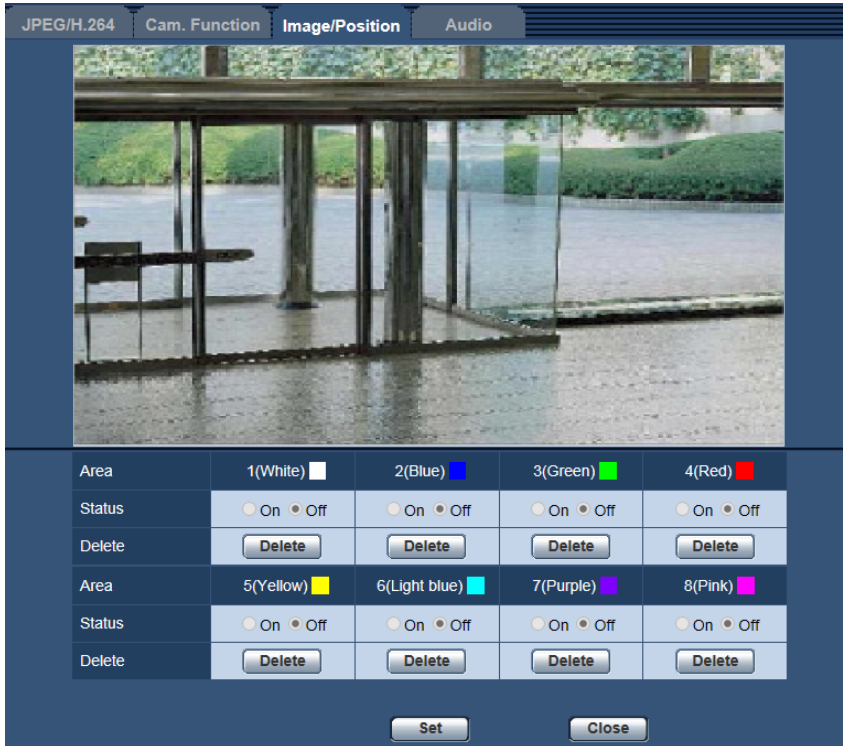 JPEG/H.264 Cam. Function Image/Position Audio
Area 1(White) 2(Blue) 3(Green) 4(Red)
Status On Off On Off On Off On Off
Delete Delete Delete Delete Delete
Area 5(Yellow) 6(Light blue) 7(Purple) 8(Pink)
Status On Off On Off On Off On Off
Delete Delete Delete Delete Delete
Set Close